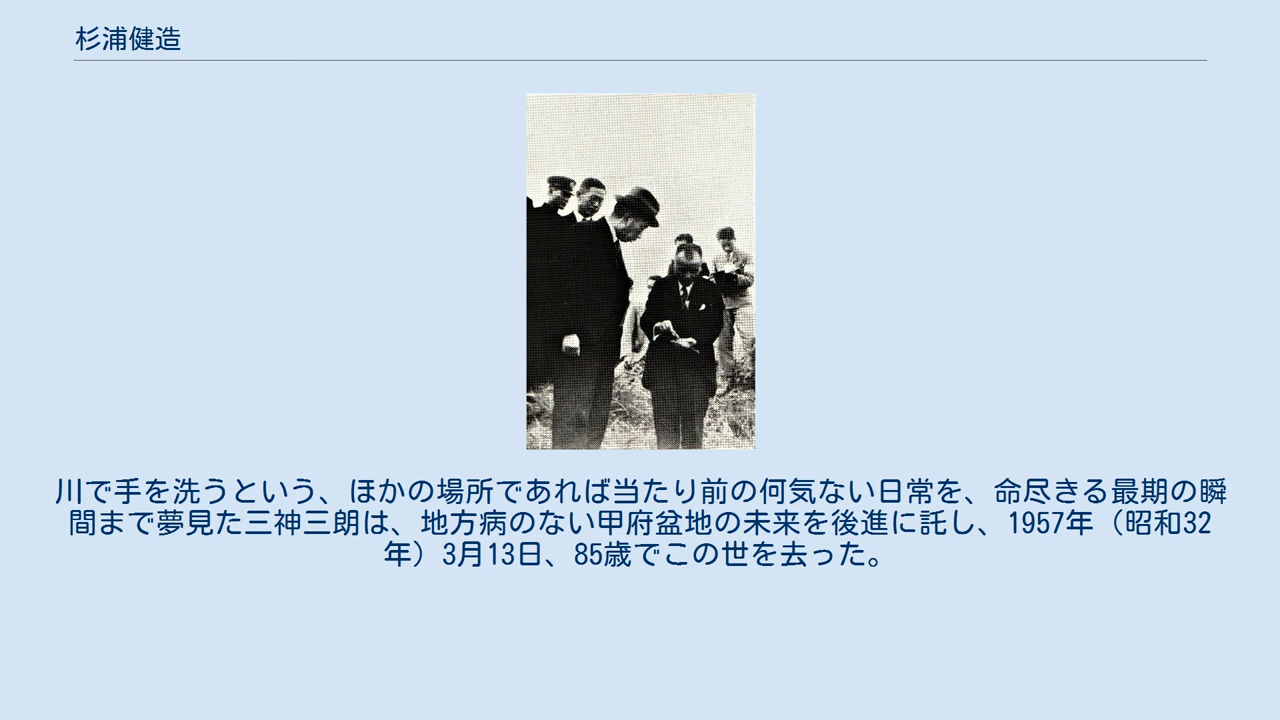 杉浦健造
川で手を洗うという、ほかの場所であれば当たり前の何気ない日常を、命尽きる最期の瞬
間まで夢見た三神三朗は、地方病のない甲府盆地の未来を後進に託し、1957年（昭和32
年）3月13日、85歳でこの世を去った。